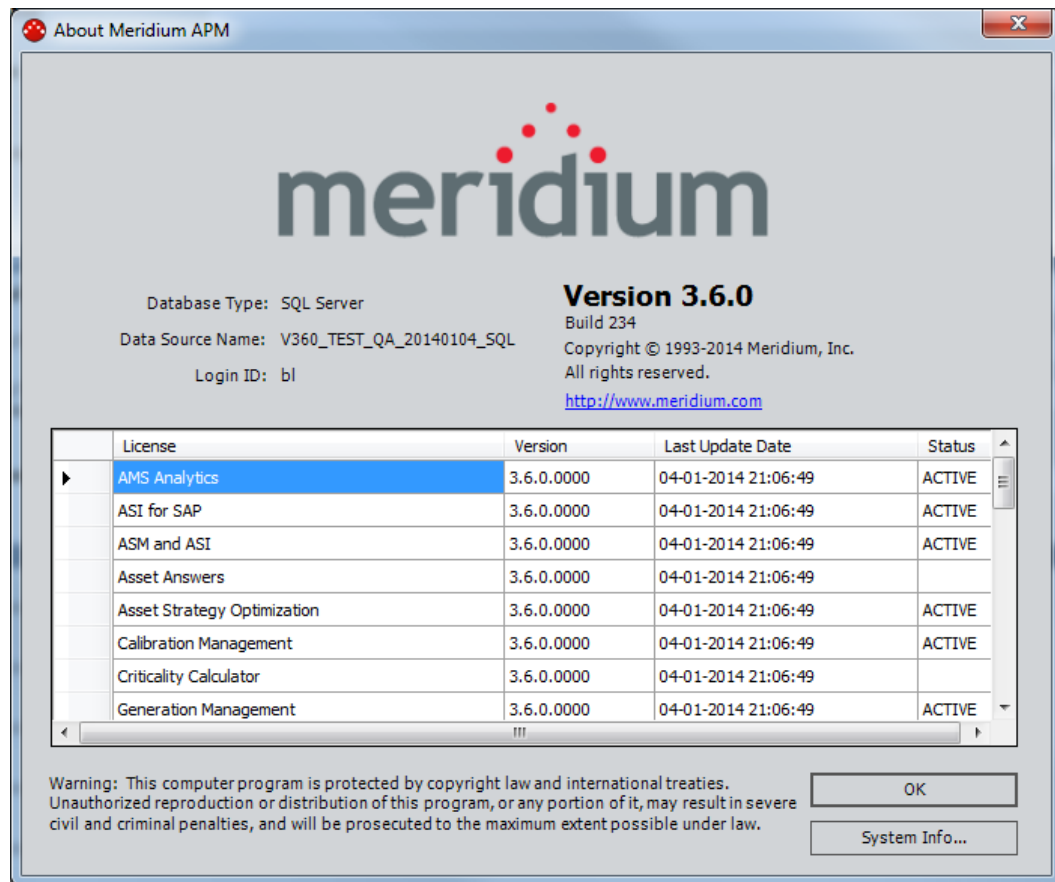 About Meridium APM
meridium
Database Type: SQL Server
Data Source Name: V360_TEST_QA_20140104_SQL
Login ID: bl
Version 3.6.0
Build 234
Copyright © 1993-2014 Meridium, Inc.
All rights reserved.
http://www.meridium.com
License Version Last Update Date Status
AMS Analytics 3.6.0.0000 04-01-2014 21:06:49 ACTIVE
ASI for SAP 3.6.0.0000 04-01-2014 21:06:49 ACTIVE
ASM and ASI 3.6.0.0000 04-01-2014 21:06:49 ACTIVE
Asset Answers 3.6.0.0000 04-01-2014 21:06:49
Asset Strategy Optimization 3.6.0.0000 04-01-2014 21:06:49 ACTIVE
Calibration Management 3.6.0.0000 04-01-2014 21:06:49 ACTIVE
Criticality Calculator 3.6.0.0000 04-01-2014 21:06:49
Generation Management 3.6.0.0000 04-01-2014 21:06:49 ACTIVE
Warning: This computer program is protected by copyright law and international treaties.
Unauthorized reproduction or distribution of this program, or any portion of it, may result in severe
civil and criminal penalties, and will be prosecuted to the maximum extent possible under law.
OK
System Info...